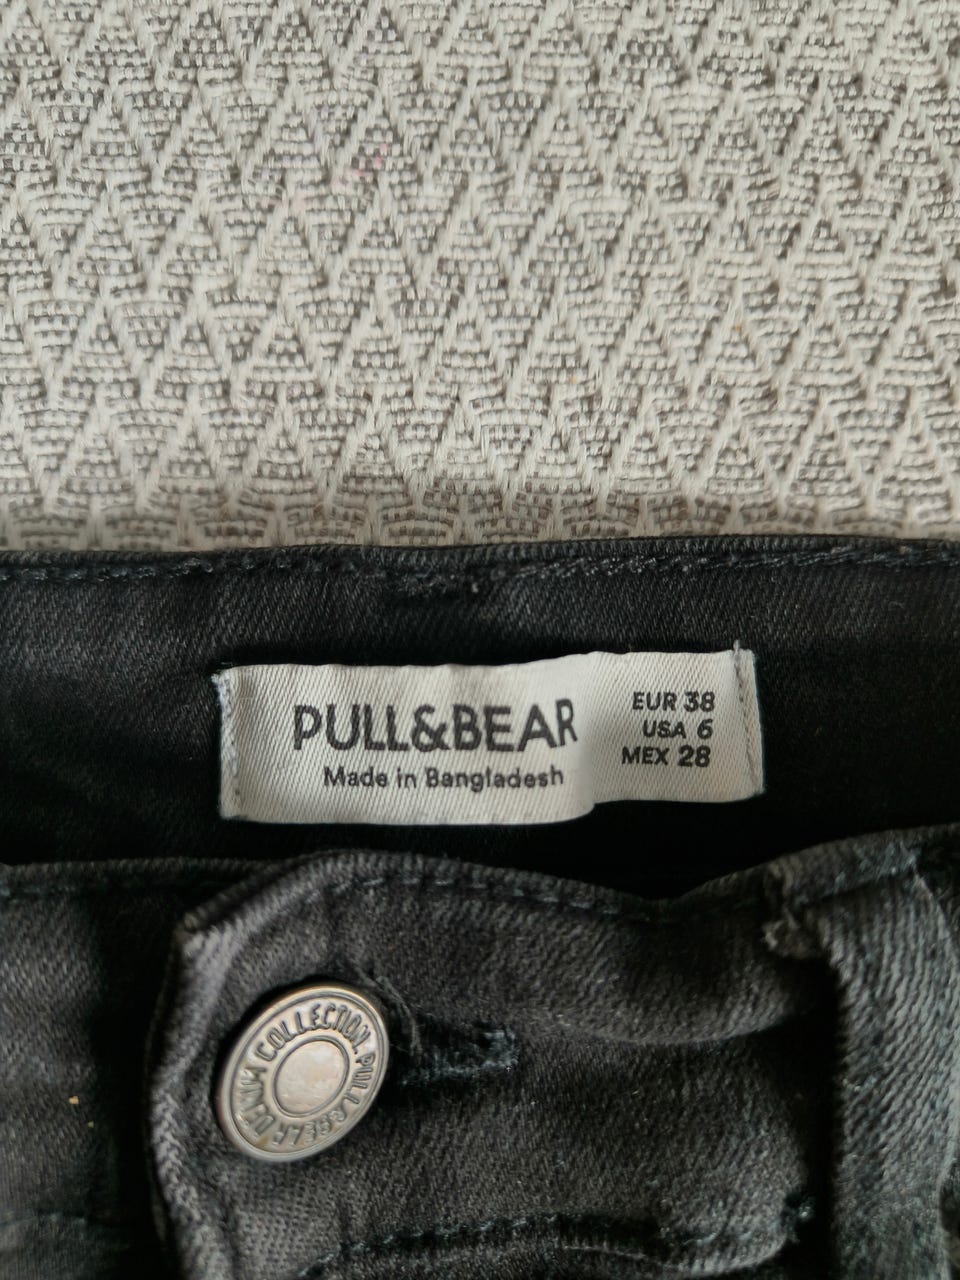 PULL&BEAR
Made in Bangladesh
EUR 38
USA 6
MEX 28
DENIM COLLECTION. PULL&BEAR